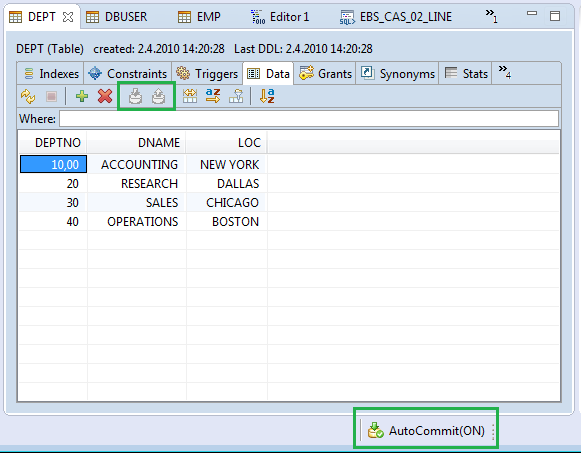 DEPT DBUSER EMP Editor 1 EBS_CAS_02_LINE »1
DEPT (Table) created: 2.4.2010 14:20:28 Last DDL: 2.4.2010 14:20:28
Indexes Constraints Triggers Data Grants Synonyms Stats »4
Where:
DEPTNO DNAME LOC
10,00 ACCOUNTING NEW YORK
20 RESEARCH DALLAS
30 SALES CHICAGO
40 OPERATIONS BOSTON
AutoCommit(ON)